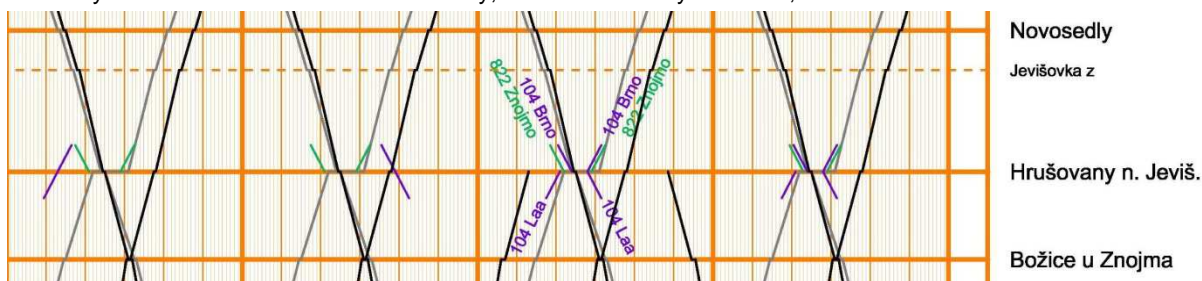 Novosedly
Jevišovka z
822 Znojmo
104 Brno
104 Brno
822 Znojmo
Hrušovany n. Jeviš.
104 Laa
104 Laa
Božice u Znojma